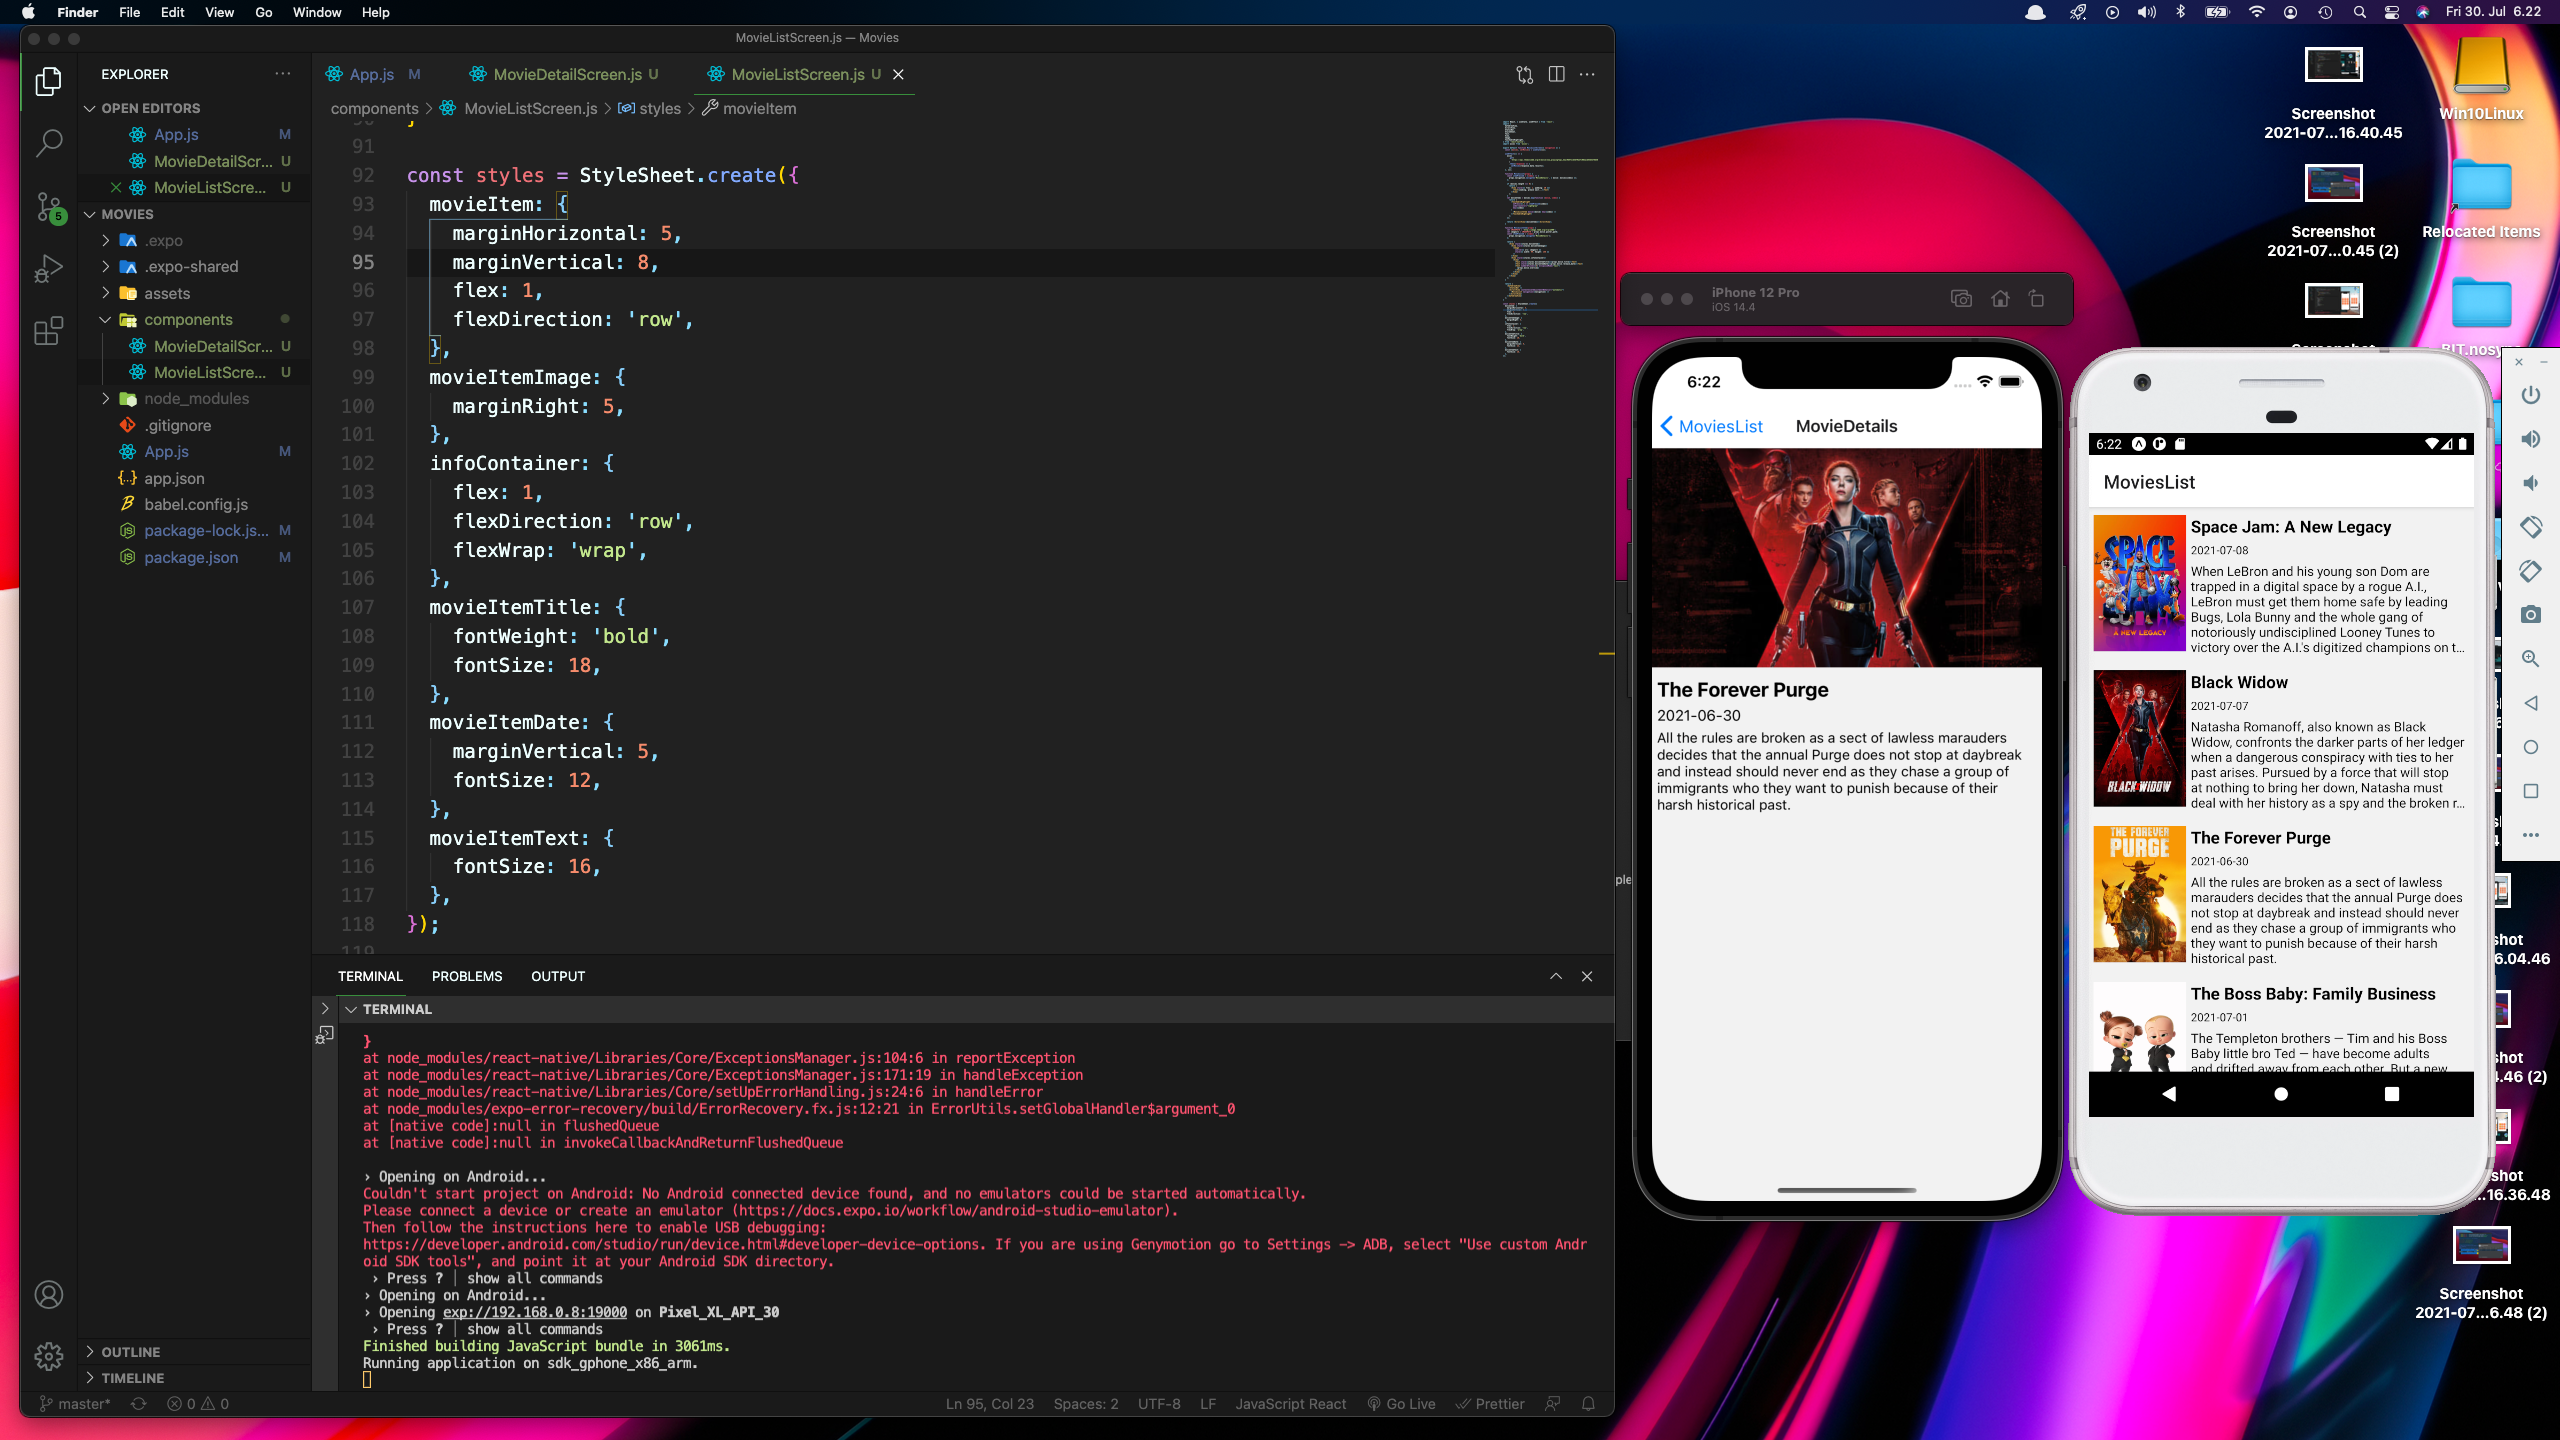 Finder File Edit View Go Window Help
Fri 30. Jul 6.22
MovieListScreen.js — Movies
EXPLORER
OPEN EDITORS
App.js M
MovieDetailScr... U
MovieListScre... U
MOVIES
.expo
.expo-shared
assets
components
MovieDetailScr... U
MovieListScre... U
node_modules
.gitignore
App.js M
app.json
babel.config.js
package-lock.js... M
package.json M
OUTLINE
TIMELINE
5
App.js M MovieDetailScreen.js U MovieListScreen.js U
components > MovieListScreen.js > styles > movieItem
91
92 const styles = StyleSheet.create({
93 movieItem: {
94 marginHorizontal: 5,
95 marginVertical: 8,
96 flex: 1,
97 flexDirection: 'row',
98 },
99 movieItemImage: {
100 marginRight: 5,
101 },
102 infoContainer: {
103 flex: 1,
104 flexDirection: 'row',
105 flexWrap: 'wrap',
106 },
107 movieItemTitle: {
108 fontWeight: 'bold',
109 fontSize: 18,
110 },
111 movieItemDate: {
112 marginVertical: 5,
113 fontSize: 12,
114 },
115 movieItemText: {
116 fontSize: 16,
117 },
118 });
119
TERMINAL PROBLEMS OUTPUT
TERMINAL
}
at node_modules/react-native/Libraries/Core/ExceptionsManager.js:104:6 in reportException
at node_modules/react-native/Libraries/Core/ExceptionsManager.js:171:19 in handleException
at node_modules/react-native/Libraries/Core/setUpErrorHandling.js:24:6 in handleError
at node_modules/expo-error-recovery/build/ErrorRecovery.fx.js:12:21 in ErrorUtils.setGlobalHandler$argument_0
at [native code]:null in flushedQueue
at [native code]:null in invokeCallbackAndReturnFlushedQueue
› Opening on Android...
Couldn't start project on Android: No Android connected device found, and no emulators could be started automatically.
Please connect a device or create an emulator (https://docs.expo.io/workflow/android-studio-emulator).
Then follow the instructions here to enable USB debugging:
https://developer.android.com/studio/run/device.html#developer-device-options. If you are using Genymotion go to Settings -> ADB, select "Use custom Andr
oid SDK tools", and point it at your Android SDK directory.
› Press ? │ show all commands
› Opening on Android...
› Opening exp://192.168.0.8:19000 on Pixel_XL_API_30
› Press ? │ show all commands
Finished building JavaScript bundle in 3061ms.
Running application on sdk_gphone_x86_arm.
master* 0 0 Ln 95, Col 23 Spaces: 2 UTF-8 LF JavaScript React Go Live Prettier
iPhone 12 Pro
iOS 14.4
6:22
MoviesList MovieDetails
The Forever Purge
2021-06-30
All the rules are broken as a sect of lawless marauders
decides that the annual Purge does not stop at daybreak
and instead should never end as they chase a group of
immigrants who they want to punish because of their
harsh historical past.
6:22
MoviesList
SPACE
A NEW LEGACY
Space Jam: A New Legacy
2021-07-08
When LeBron and his young son Dom are
trapped in a digital space by a rogue A.I.,
LeBron must get them home safe by leading
Bugs, Lola Bunny and the whole gang of
notoriously undisciplined Looney Tunes to
victory over the A.I.'s digitized champions on t...
BLACK WIDOW
Black Widow
2021-07-07
Natasha Romanoff, also known as Black
Widow, confronts the darker parts of her ledger
when a dangerous conspiracy with ties to her
past arises. Pursued by a force that will stop
at nothing to bring her down, Natasha must
deal with her history as a spy and the broken r...
THE FOREVER
PURGE
The Forever Purge
2021-06-30
All the rules are broken as a sect of lawless
marauders decides that the annual Purge does
not stop at daybreak and instead should never
end as they chase a group of immigrants who
they want to punish because of their harsh
historical past.
The Boss Baby: Family Business
2021-07-01
The Templeton brothers — Tim and his Boss
Baby little bro Ted — have become adults
and drifted away from each other. But a new
Screenshot
2021-07...16.40.45
Screenshot
2021-07...0.45 (2)
Win10Linux
Relocated Items
BIT.nosy
ple
shot
6.04.46
shot
4.46 (2)
shot
...16.36.48
Screenshot
2021-07...6.48 (2)